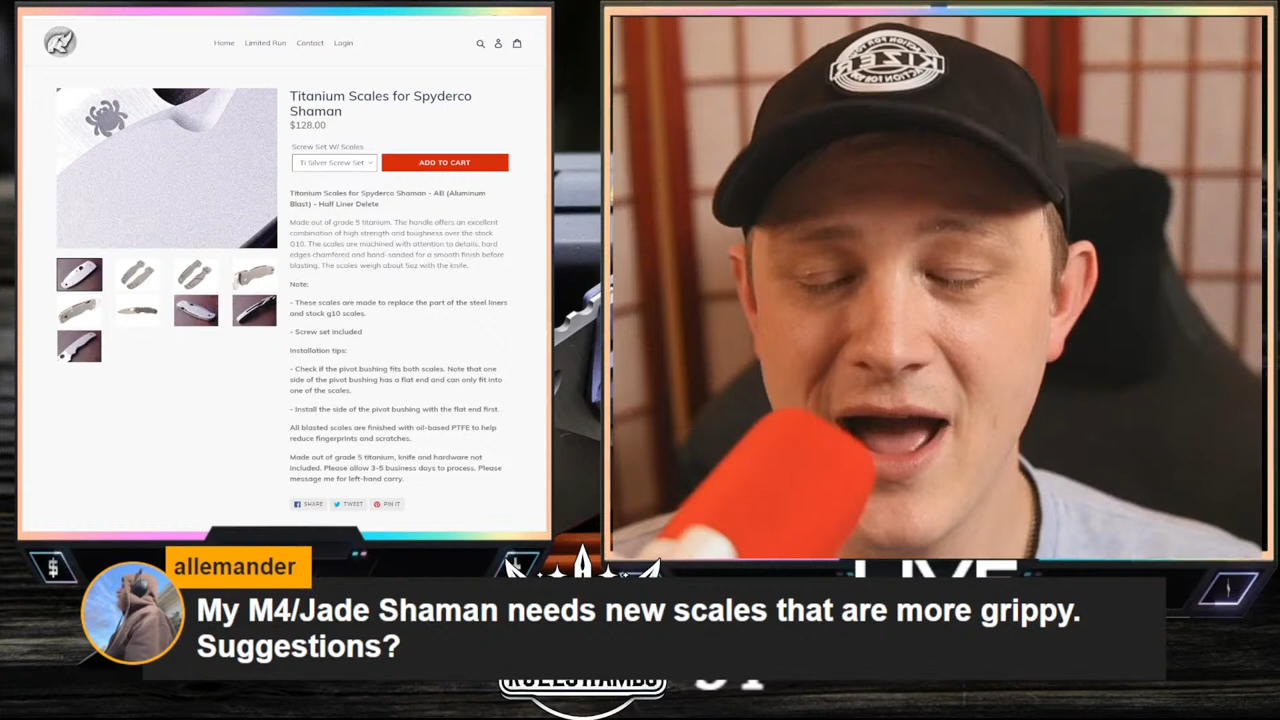 Home Limited Run Contact Login
Titanium Scales for Spyderco
Shaman
$128.00
Screw Set W/ Scales
Ti Silver Screw Set
ADD TO CART
Titanium Scales for Spyderco Shaman - AB (Aluminum
Blast) - Half Liner Delete
Made out of grade 5 titanium. The handle offers an excellent
combination of high strength and toughness over the stock
G10. The scales are machined with attention to details, hard
edges chamfered and hand-sanded for a smooth finish before
blasting. The scales weigh about 5oz with the knife.
Note:
- These scales are made to replace the part of the steel liners
and stock g10 scales.
- Screw set included
Installation tips:
- Check if the pivot bushing fits both scales. Note that one
side of the pivot bushing has a flat end and can only fit into
one of the scales.
- Install the side of the pivot bushing with the flat end first.
All blasted scales are finished with oil-based PTFE to help
reduce fingerprints and scratches.
Made out of grade 5 titanium, knife and hardware not
included. Please allow 3-5 business days to process. Please
message me for left-hand carry.
SHARE TWEET PIN IT
KIZER
ACTION FOR TO
$
LIVE
allemander
My M4/Jade Shaman needs new scales that are more grippy.
Suggestions?